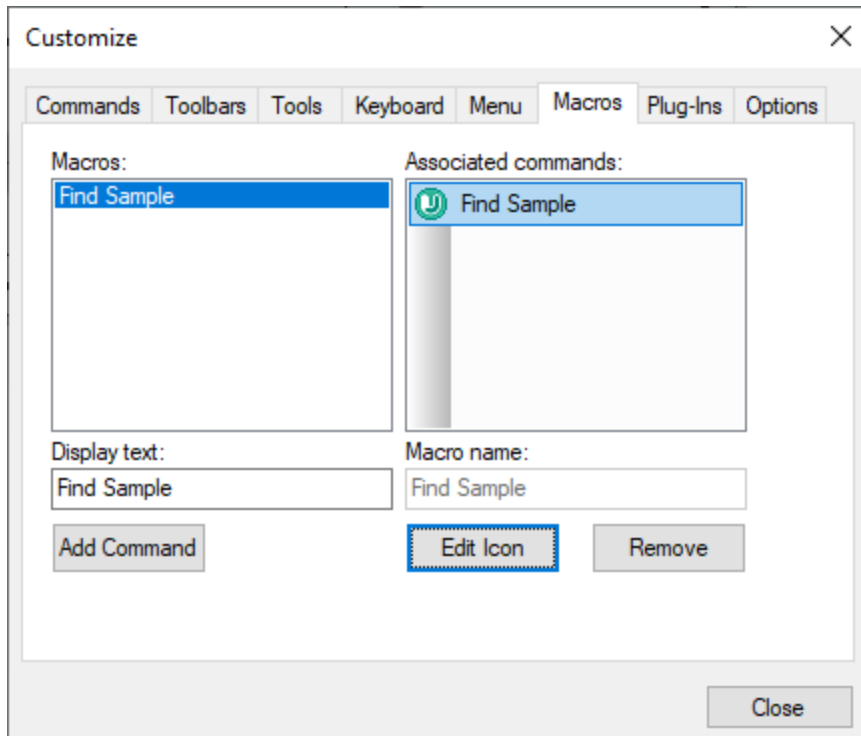 Customize
Commands Toolbars Tools Keyboard Menu Macros Plug-Ins Options
Macros: Associated commands:
Find Sample Find Sample
Display text: Macro name:
Find Sample Find Sample
Add Command Edit Icon Remove
Close